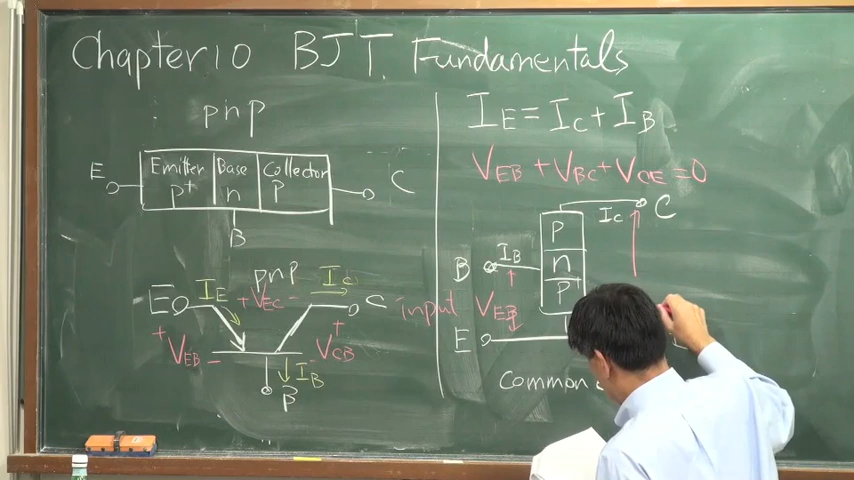 Chapter 10 BJT Fundamentals
pnp
E
Emitter
P+
Base
n
Collector
P
C
B
pnp
E
IE
+ VEC -
IC
C
+
VEB
-
+
VCB
-
IB
B
IE = IC + IB
VEB + VBC + VCE = 0
P
n
P+
IC
C
B
IB
input
VEB
E
Common